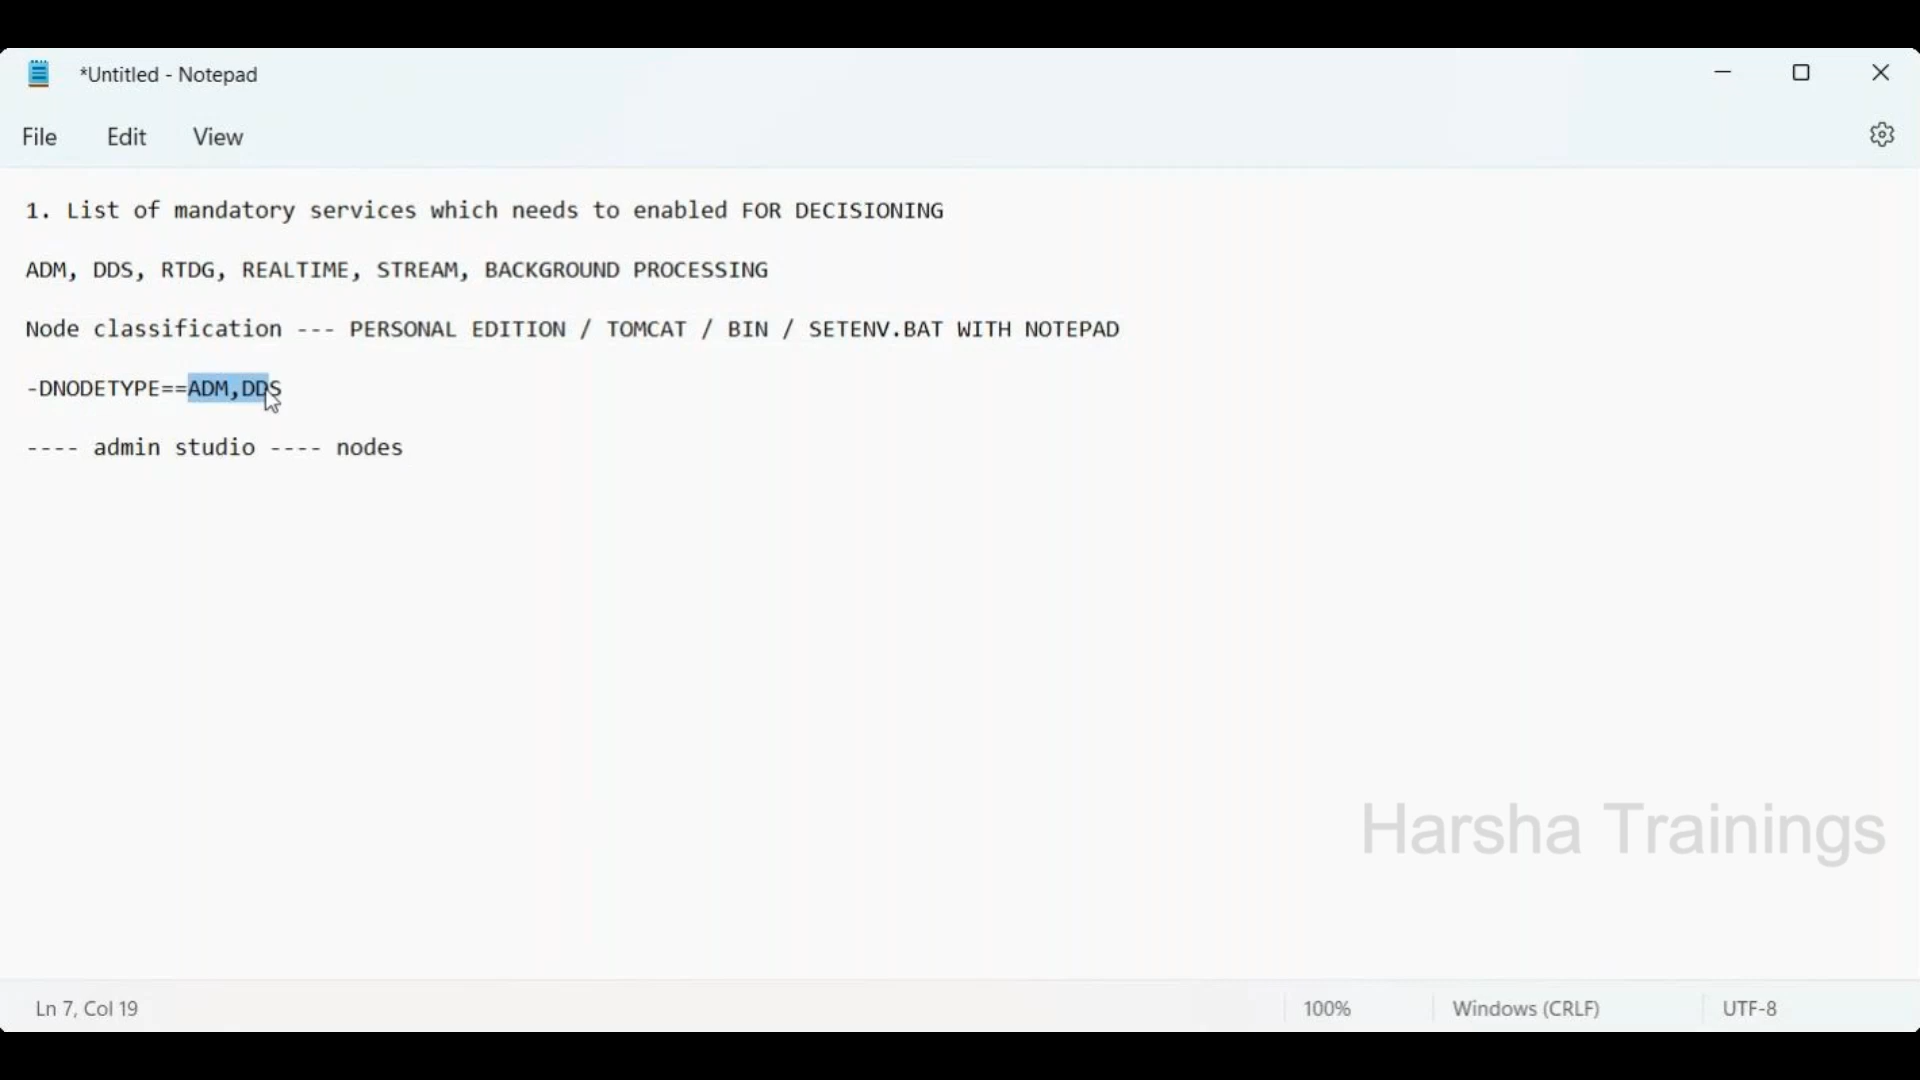 *Untitled - Notepad
File Edit View
1. List of mandatory services which needs to enabled FOR DECISIONING
ADM, DDS, RTDG, REALTIME, STREAM, BACKGROUND PROCESSING
Node classification --- PERSONAL EDITION / TOMCAT / BIN / SETENV.BAT WITH NOTEPAD
-DNODETYPE==ADM,DDS
---- admin studio ---- nodes
Harsha Trainings
Ln 7, Col 19 100% Windows (CRLF) UTF-8